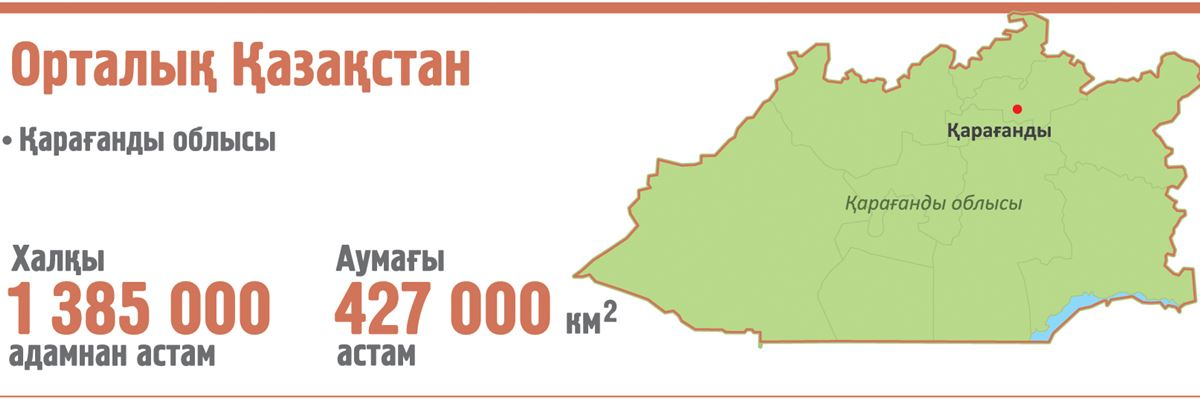 Орталық Қазақстан
• Қарағанды облысы
Халқы
1 385 000
адамнан астам
Аумағы
427 000 км²
астам
Қарағанды
Қарағанды облысы